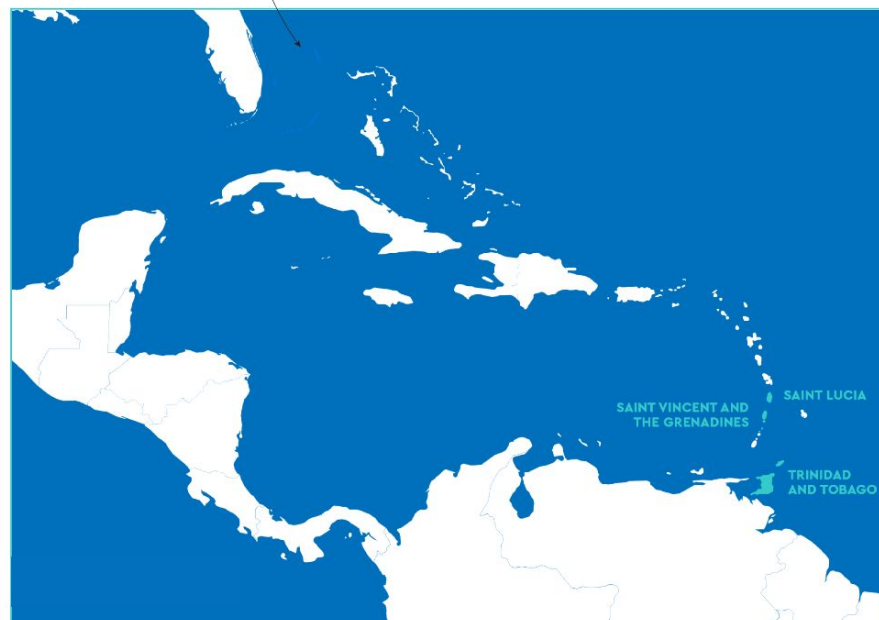 SAINT LUCIA
SAINT VINCENT AND
THE GRENADINES
TRINIDAD
AND TOBAGO